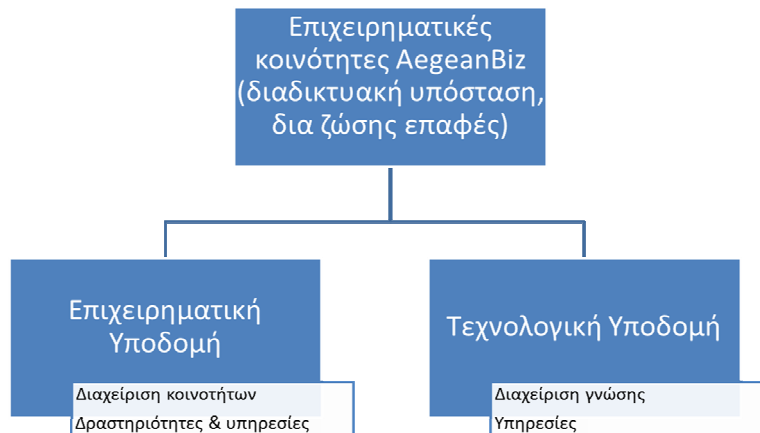 Επιχειρηματικές
κοινότητες AegeanBiz
(διαδικτυακή υπόσταση,
δια ζώσης επαφές)
Επιχειρηματική
Υποδομή
Διαχείριση κοινοτήτων
Δραστηριότητες & υπηρεσίες
Τεχνολογική Υποδομή
Διαχείριση γνώσης
Υπηρεσίες